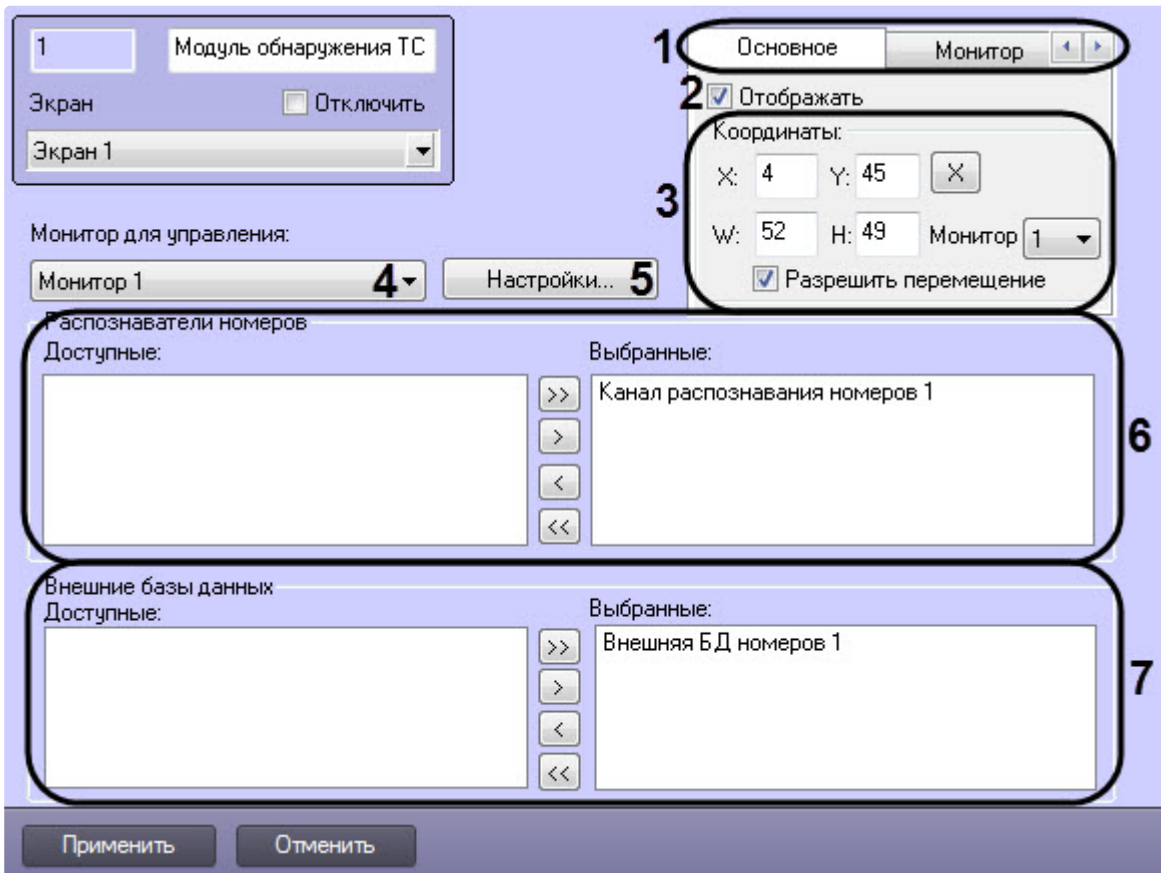 1 Модуль обнаружения ТС
Экран Отключить
Экран 1
1 Основное Монитор
2 Отображать
3 Координаты:
X: 4 Y: 45 X
W: 52 H: 49 Монитор 1
Разрешить перемещение
Монитор для управления:
Монитор 1 4 Настройки... 5
Распознаватели номеров
Доступные: Выбранные:
>> Канал распознавания номеров 1
>
<
<<
6
Внешние базы данных
Доступные: Выбранные:
>> Внешняя БД номеров 1
>
<
<<
7
Применить Отменить